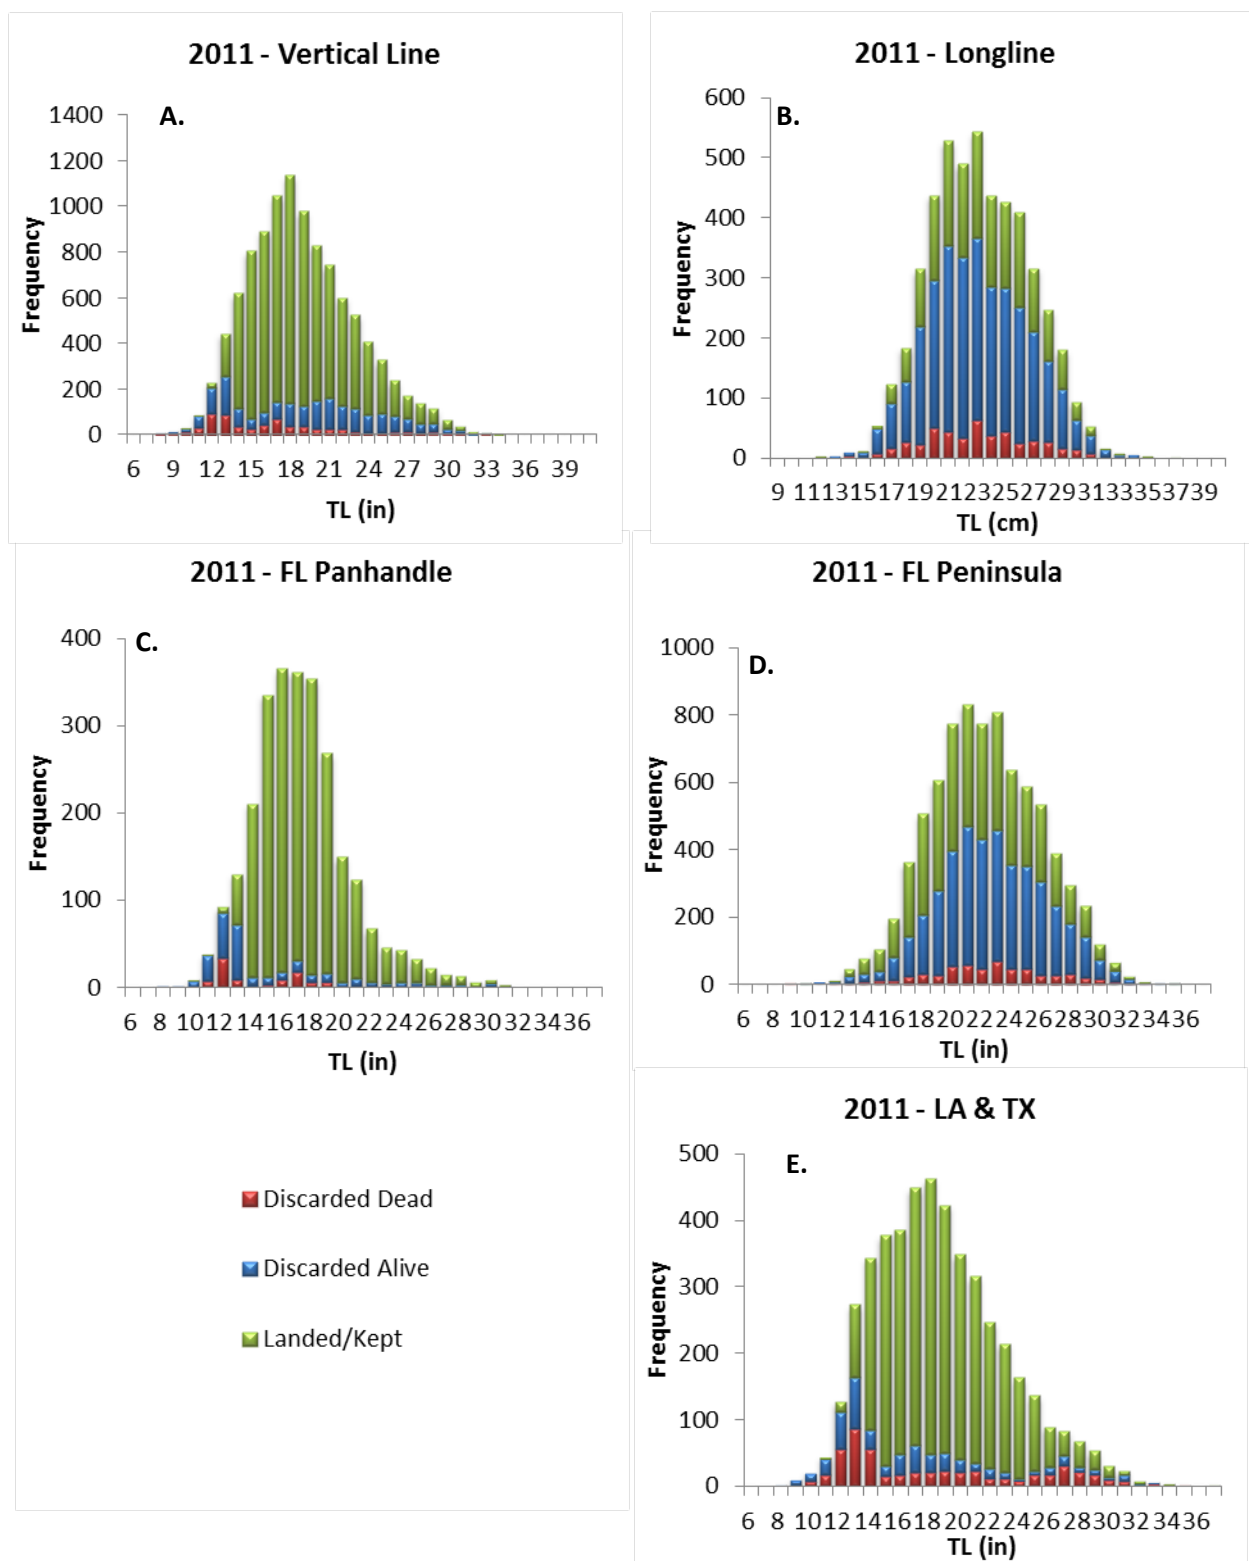 2011 - Vertical Line
A.
1400
1200
1000
800
600
400
200
0
Frequency
6 9 12 15 18 21 24 27 30 33 36 39
TL (in)
2011 - Longline
B.
600
500
400
300
200
100
0
Frequency
9 11 13 15 17 19 21 23 25 27 29 31 33 35 37 39
TL (cm)
2011 - FL Panhandle
C.
400
300
200
100
0
Frequency
6 8 10 12 14 16 18 20 22 24 26 28 30 32 34 36
TL (in)
2011 - FL Peninsula
D.
1000
800
600
400
200
0
Frequency
6 8 10 12 14 16 18 20 22 24 26 28 30 32 34 36
TL (in)
Discarded Dead
Discarded Alive
Landed/Kept
2011 - LA & TX
E.
500
400
300
200
100
0
Frequency
6 8 10 12 14 16 18 20 22 24 26 28 30 32 34 36
TL (in)